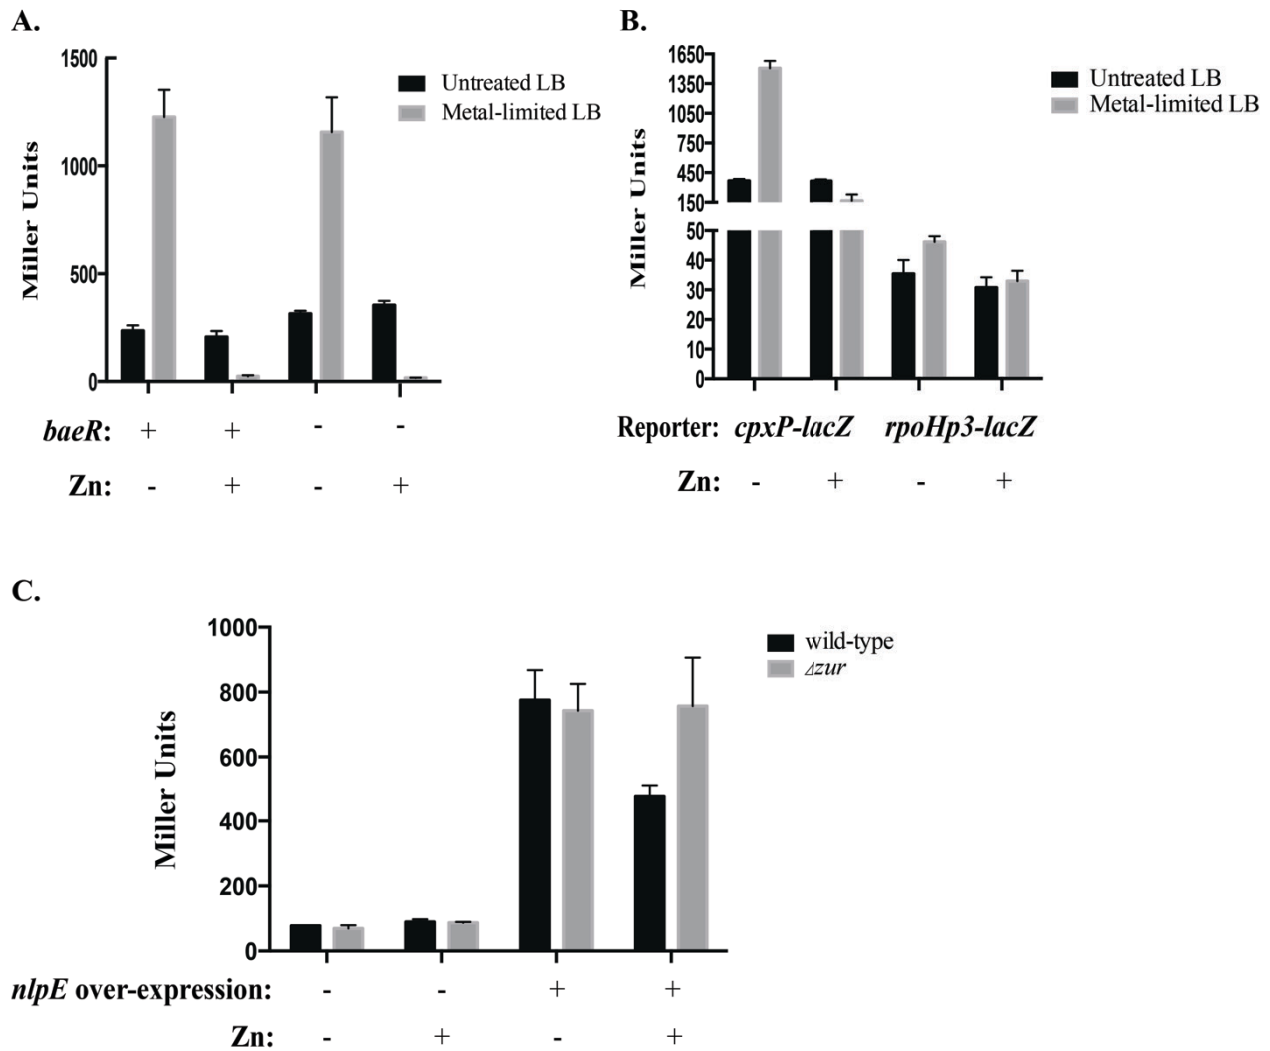 A.
1500
1000
500
0
Miller Units
Untreated LB
Metal-limited LB
baeR: + + - -
Zn: - + - +
B.
1650
1350
1050
750
450
150
50
40
30
20
10
0
Miller Units
Untreated LB
Metal-limited LB
Reporter: cpxP-lacZ rpoHp3-lacZ
Zn: - + - +
C.
1000
800
600
400
200
0
Miller Units
wild-type
Δzur
nlpE over-expression: - - + +
Zn: - + - +